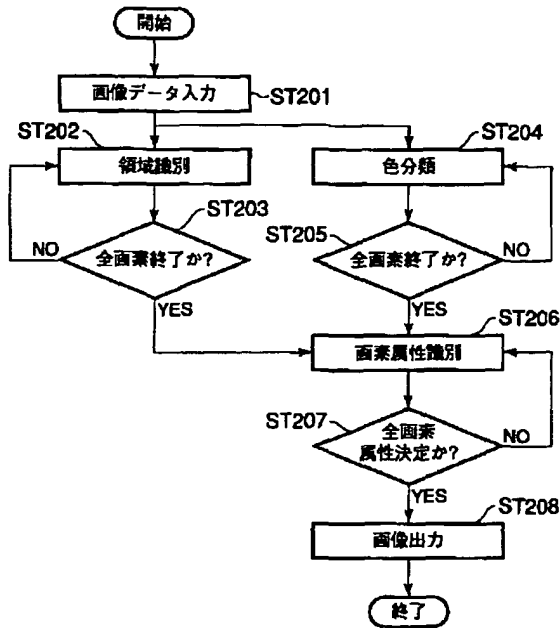 開始
画像データ入力
ST201
ST202
領域識別
ST203
全画素終了か?
NO
YES
ST204
色分類
ST205
全画素終了か?
NO
YES
ST206
画素属性識別
ST207
全画素
属性決定か?
NO
YES
ST208
画像出力
終了